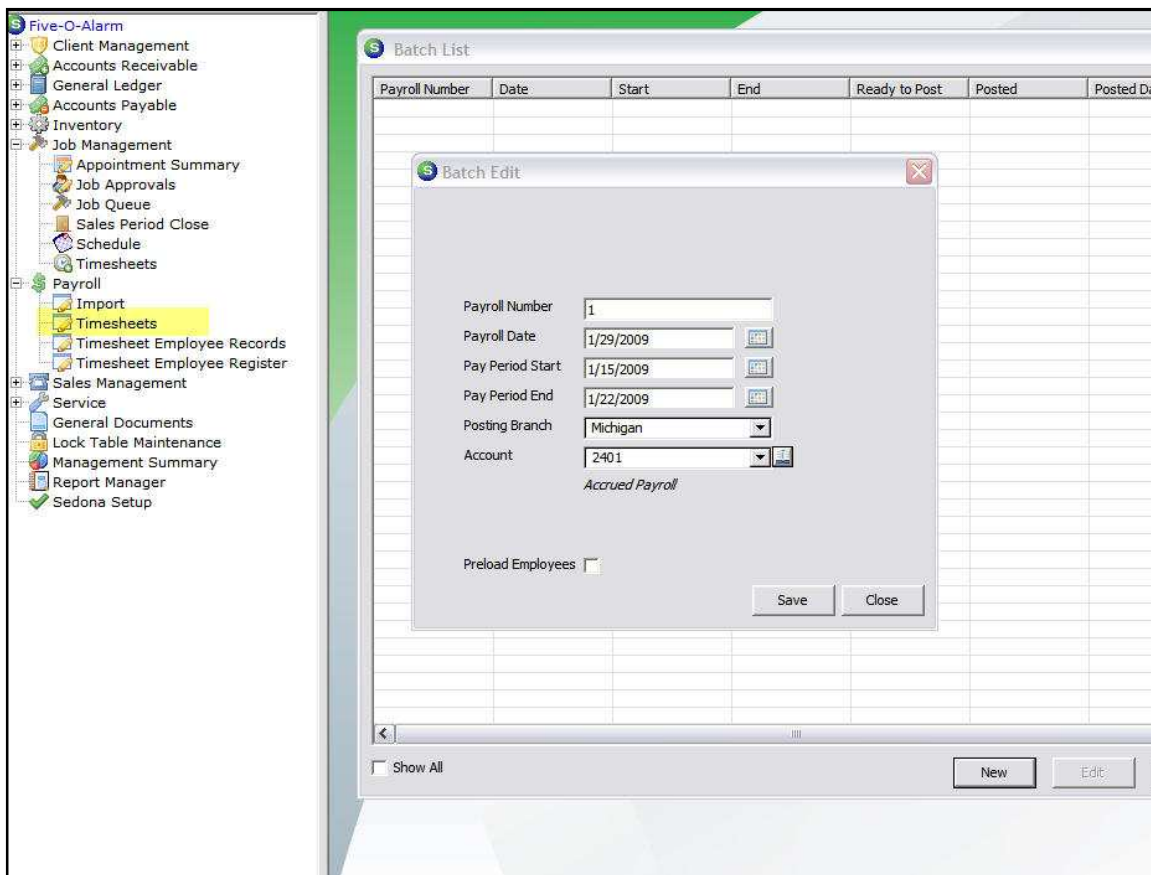 Five-O-Alarm
Client Management
Accounts Receivable
General Ledger
Accounts Payable
Inventory
Job Management
Appointment Summary
Job Approvals
Job Queue
Sales Period Close
Schedule
Timesheets
Payroll
Import
Timesheets
Timesheet Employee Records
Timesheet Employee Register
Sales Management
Service
General Documents
Lock Table Maintenance
Management Summary
Report Manager
Sedona Setup
Batch List
Payroll Number Date Start End Ready to Post Posted Posted Da
Batch Edit
Payroll Number 1
Payroll Date 1/29/2009
Pay Period Start 1/15/2009
Pay Period End 1/22/2009
Posting Branch Michigan
Account 2401
Accrued Payroll
Preload Employees
Save Close
Show All
New Edit